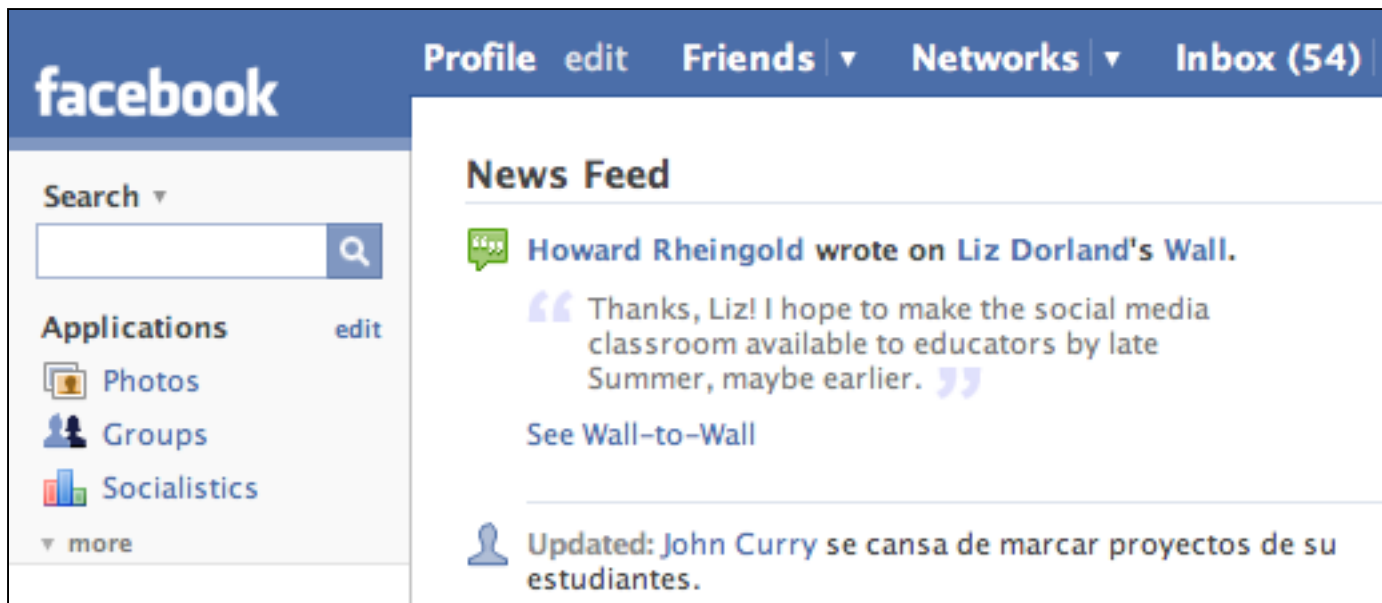 facebook
Profile edit Friends Networks Inbox (54)
Search
Applications edit
Photos
Groups
Socialistics
more
News Feed
Howard Rheingold wrote on Liz Dorland's Wall.
Thanks, Liz! I hope to make the social media
classroom available to educators by late
Summer, maybe earlier.
See Wall-to-Wall
Updated: John Curry se cansa de marcar proyectos de su
estudiantes.